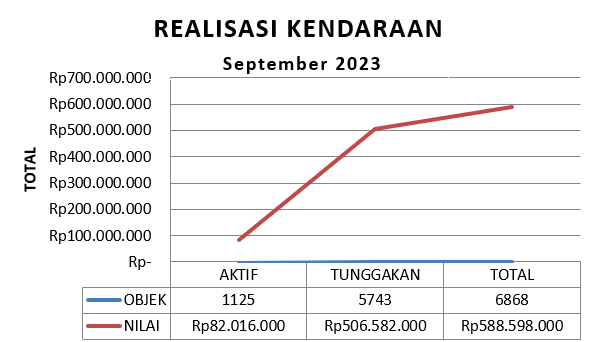 REALISASI KENDARAAN
September 2023
TOTAL
Rp700.000.000
Rp600.000.000
Rp500.000.000
Rp400.000.000
Rp300.000.000
Rp200.000.000
Rp100.000.000
Rp-
AKTIF TUNGGAKAN TOTAL
OBJEK 1125 5743 6868
NILAI Rp82.016.000 Rp506.582.000 Rp588.598.000